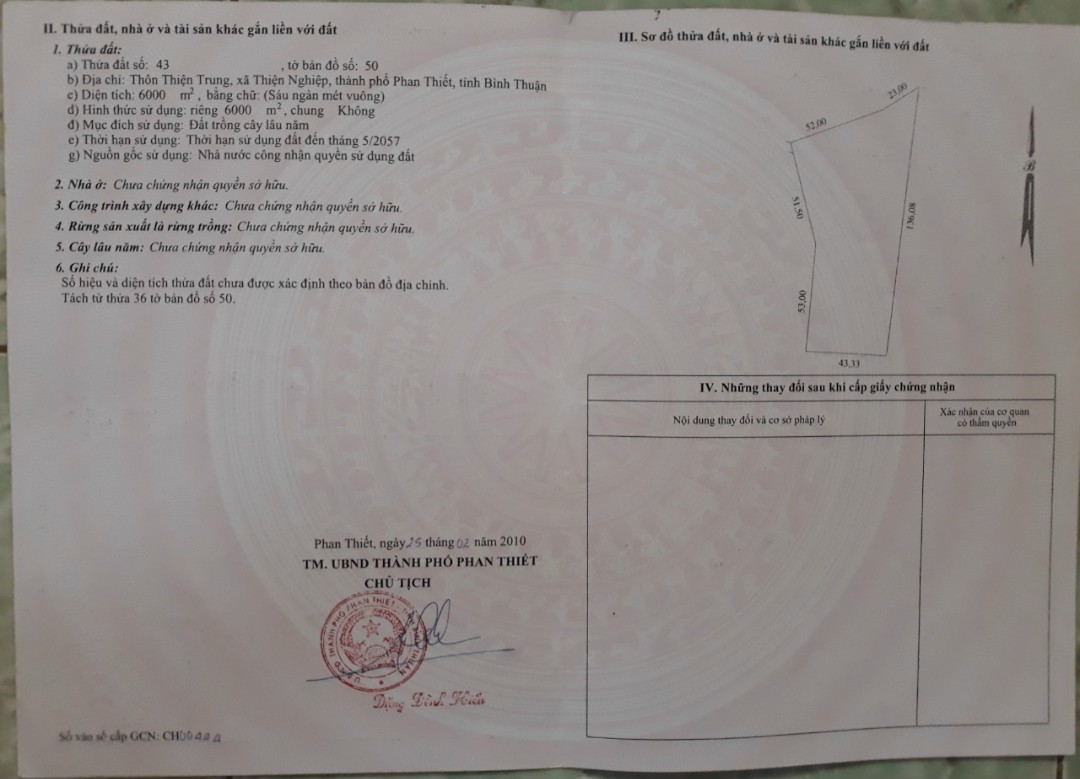 II. Thửa đất, nhà ở và tài sản khác gắn liền với đất
1. Thửa đất:
a) Thửa đất số: 43 , tờ bản đồ số: 50
b) Địa chỉ: Thôn Thiện Trung, xã Thiện Nghiệp, thành phố Phan Thiết, tỉnh Bình Thuận
c) Diện tích: 6000 m², bằng chữ: (Sáu ngàn mét vuông)
d) Hình thức sử dụng: riêng 6000 m², chung Không
đ) Mục đích sử dụng: Đất trồng cây lâu năm
e) Thời hạn sử dụng: Thời hạn sử dụng đất đến tháng 5/2057
g) Nguồn gốc sử dụng: Nhà nước công nhận quyền sử dụng đất
2. Nhà ở: Chưa chứng nhận quyền sở hữu.
3. Công trình xây dựng khác: Chưa chứng nhận quyền sở hữu.
4. Rừng sản xuất là rừng trồng: Chưa chứng nhận quyền sở hữu.
5. Cây lâu năm: Chưa chứng nhận quyền sở hữu.
6. Ghi chú:
Số hiệu và diện tích thửa đất chưa được xác định theo bản đồ địa chính.
Tách từ thửa 36 tờ bản đồ số 50.
Phan Thiết, ngày 25 tháng 02 năm 2010
TM. UBND THÀNH PHỐ PHAN THIẾT
CHỦ TỊCH
Đặng Đình Hiền
Số vào sổ cấp GCN: CH
III. Sơ đồ thửa đất, nhà ở và tài sản khác gắn liền với đất
23,00
52,00
B
51,50
136,08
53,00
43,33
IV. Những thay đổi sau khi cấp giấy chứng nhận
Nội dung thay đổi và cơ sở pháp lý
Xác nhận của cơ quan
có thẩm quyền